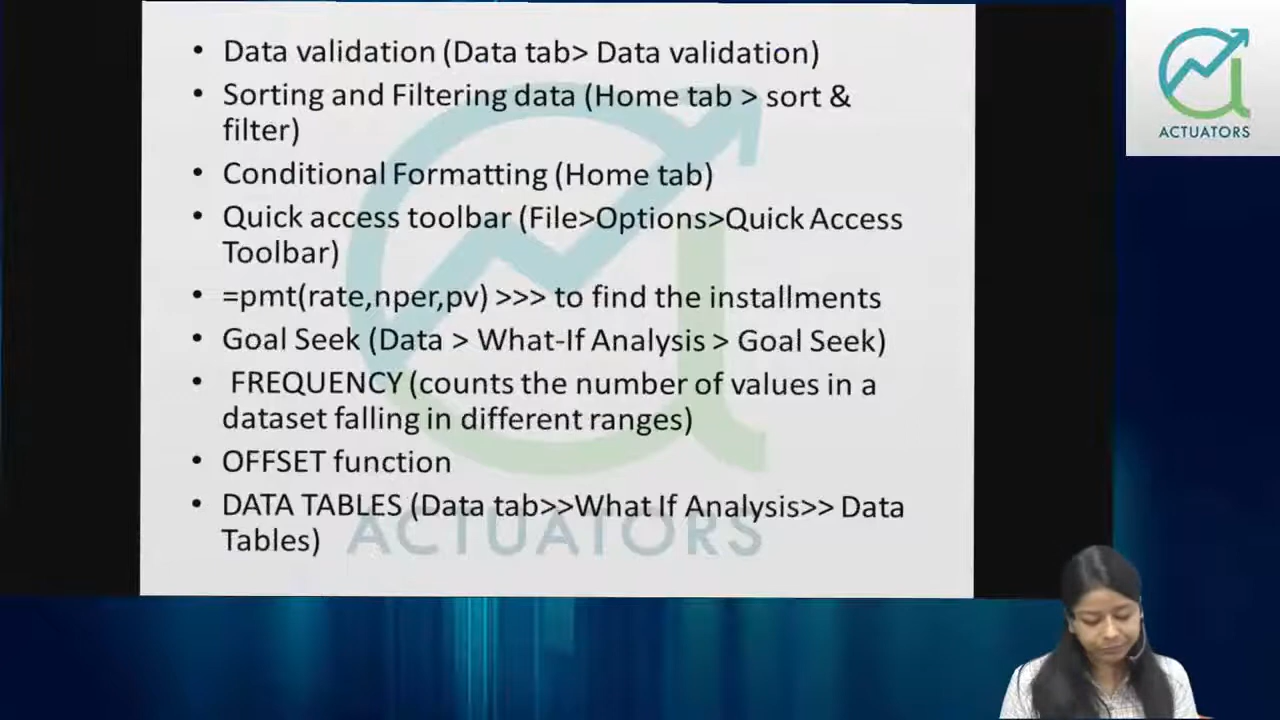 • Data validation (Data tab> Data validation)
• Sorting and Filtering data (Home tab > sort &
filter)
• Conditional Formatting (Home tab)
• Quick access toolbar (File>Options>Quick Access
Toolbar)
• =pmt(rate,nper,pv) >>> to find the installments
• Goal Seek (Data > What-If Analysis > Goal Seek)
• FREQUENCY (counts the number of values in a
dataset falling in different ranges)
• OFFSET function
• DATA TABLES (Data tab>>What If Analysis>> Data
Tables)
ACTUATORS
ACTUATORS